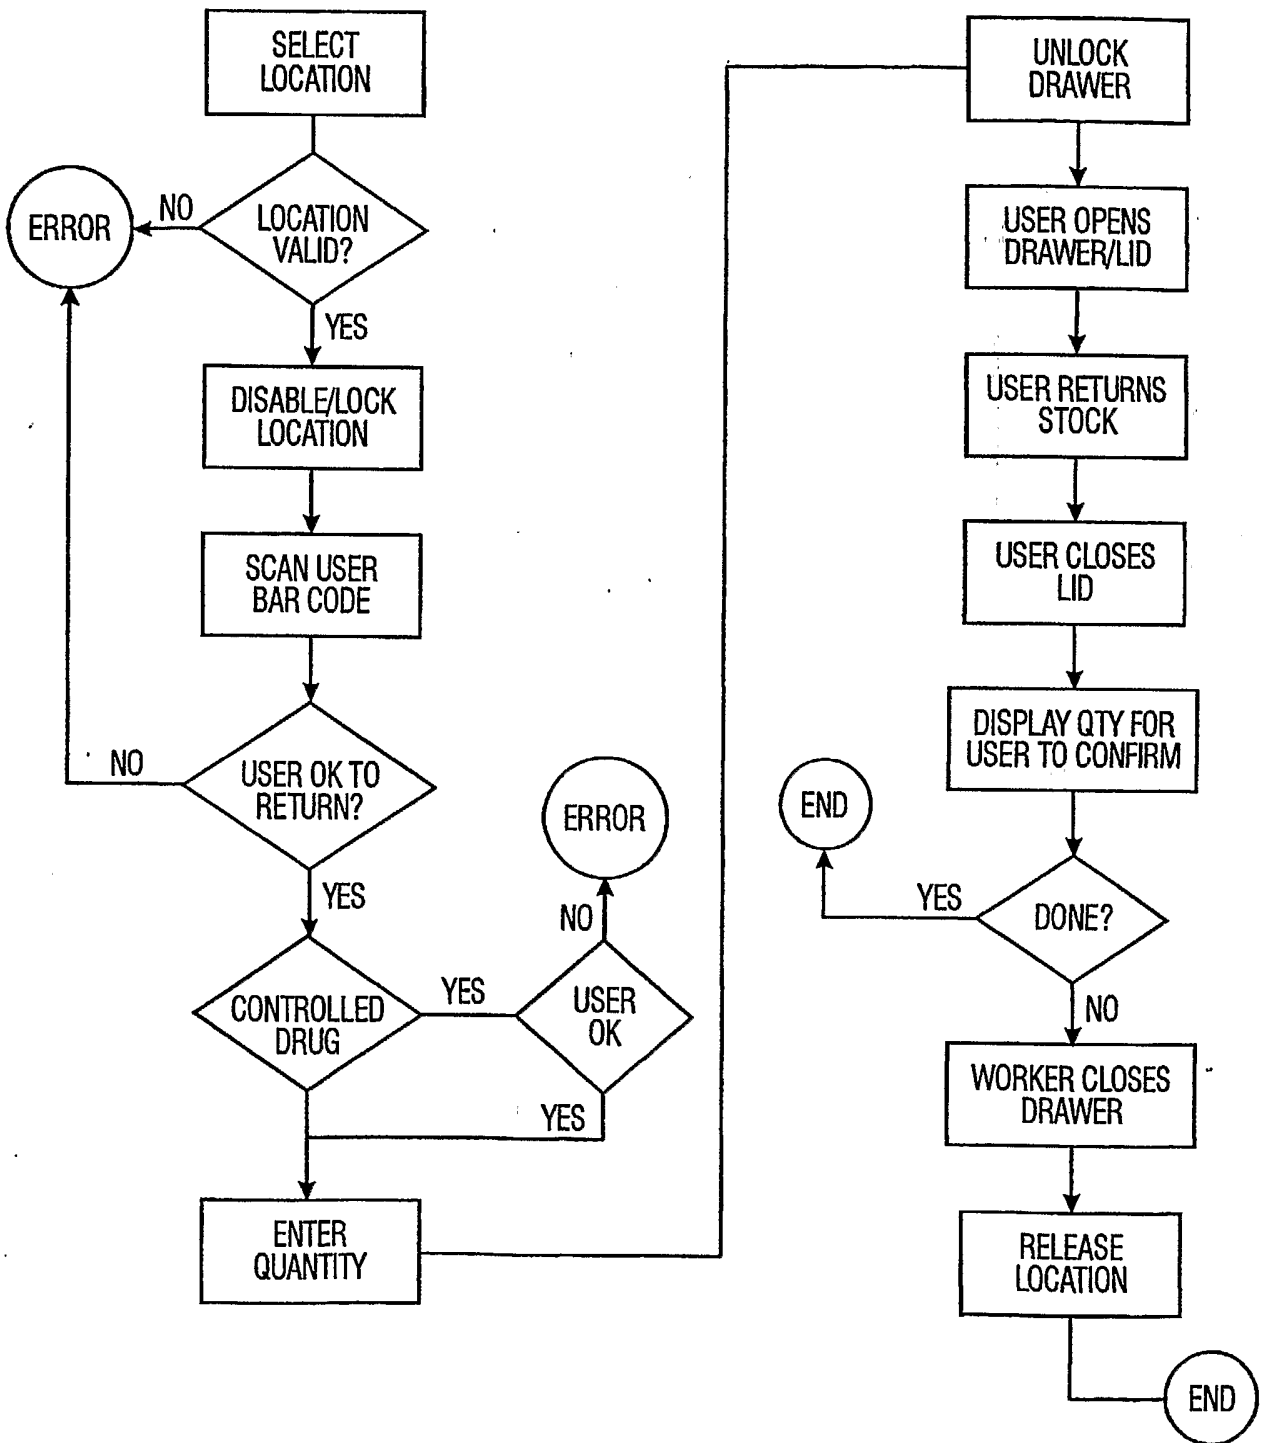 SELECT
LOCATION
LOCATION
VALID?
NO
ERROR
YES
DISABLE/LOCK
LOCATION
SCAN USER
BAR CODE
USER OK TO
RETURN?
NO
YES
CONTROLLED
DRUG
YES
USER
OK
NO
ERROR
YES
ENTER
QUANTITY
UNLOCK
DRAWER
USER OPENS
DRAWER/LID
USER RETURNS
STOCK
USER CLOSES
LID
DISPLAY QTY FOR
USER TO CONFIRM
DONE?
YES
END
NO
WORKER CLOSES
DRAWER
RELEASE
LOCATION
END